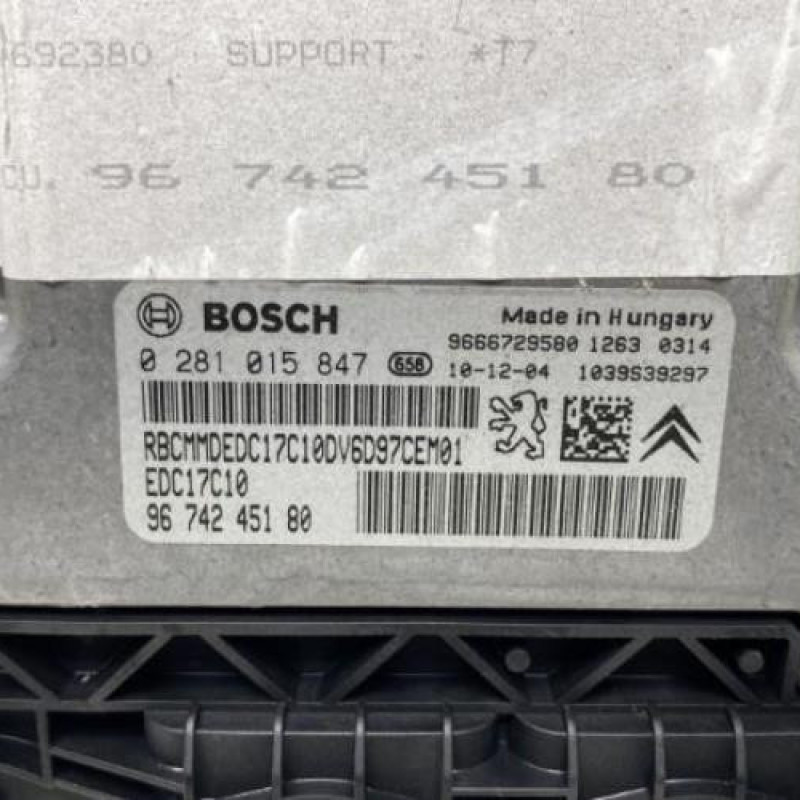 692380 SUPPORT *T7
CU. 96 742 451 80
BOSCH
Made in Hungary
9666729580 1263 0314
0 281 015 847 658 10-12-04 1039S39297
RBCMMDEDC17C10DV6D97CEM01
EDC17C10
96 742 451 80